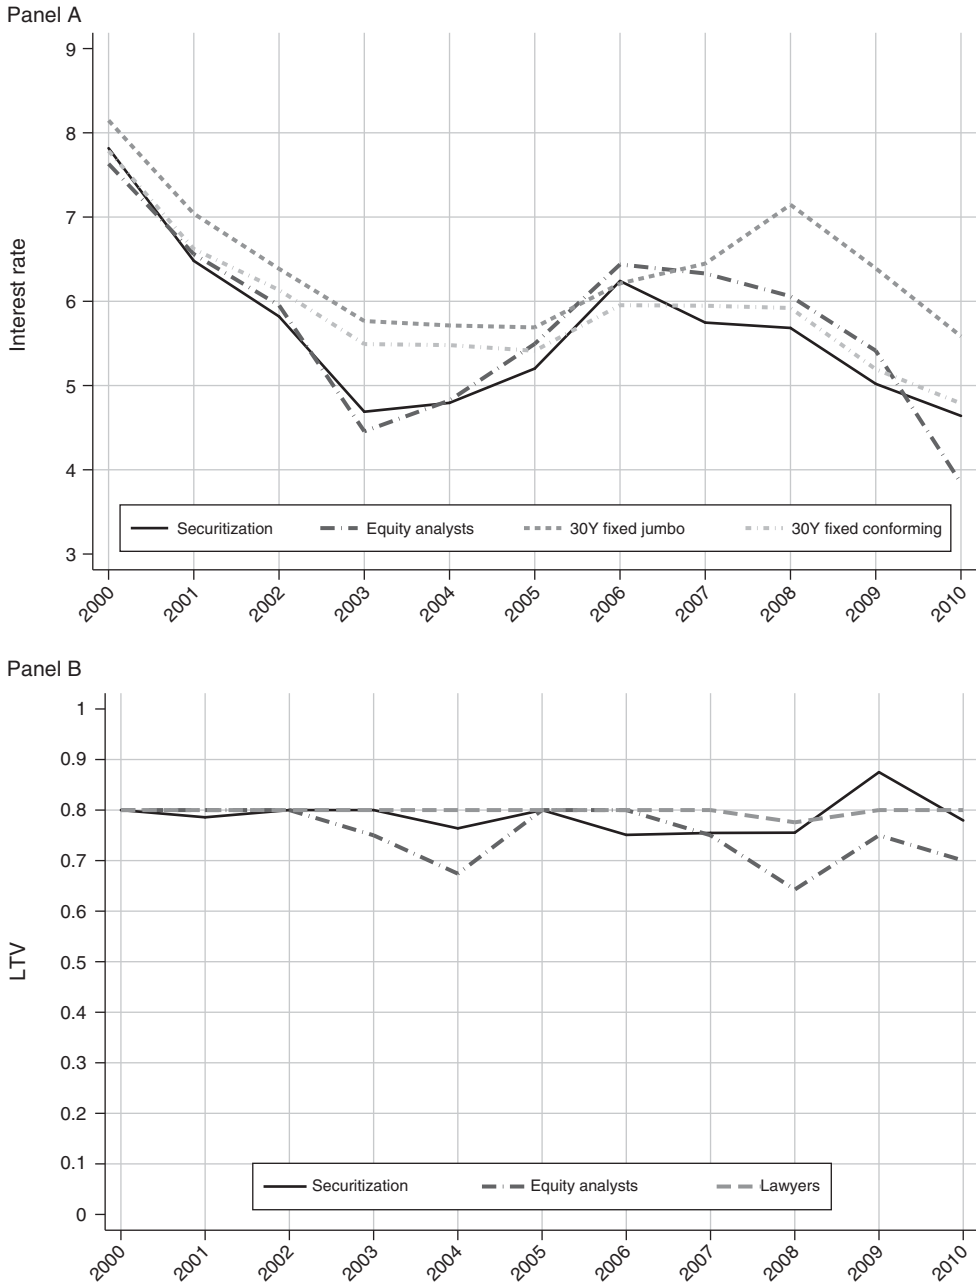 Panel A
Interest rate
9
8
7
6
5
4
3
Securitization Equity analysts 30Y fixed jumbo 30Y fixed conforming
2000 2001 2002 2003 2004 2005 2006 2007 2008 2009 2010
Panel B
LTV
1
0.9
0.8
0.7
0.6
0.5
0.4
0.3
0.2
0.1
0
Securitization Equity analysts Lawyers
2000 2001 2002 2003 2004 2005 2006 2007 2008 2009 2010